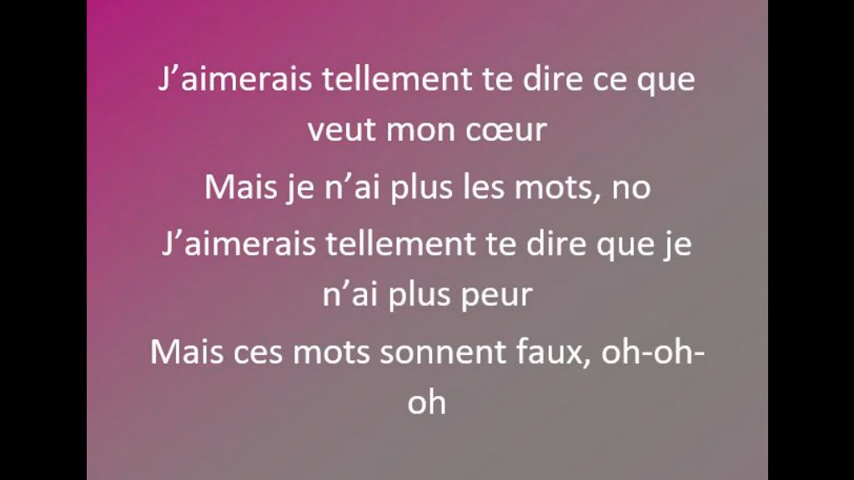 J’aimerais tellement te dire ce que
veut mon cœur
Mais je n’ai plus les mots, no
J’aimerais tellement te dire que je
n’ai plus peur
Mais ces mots sonnent faux, oh-oh-
oh